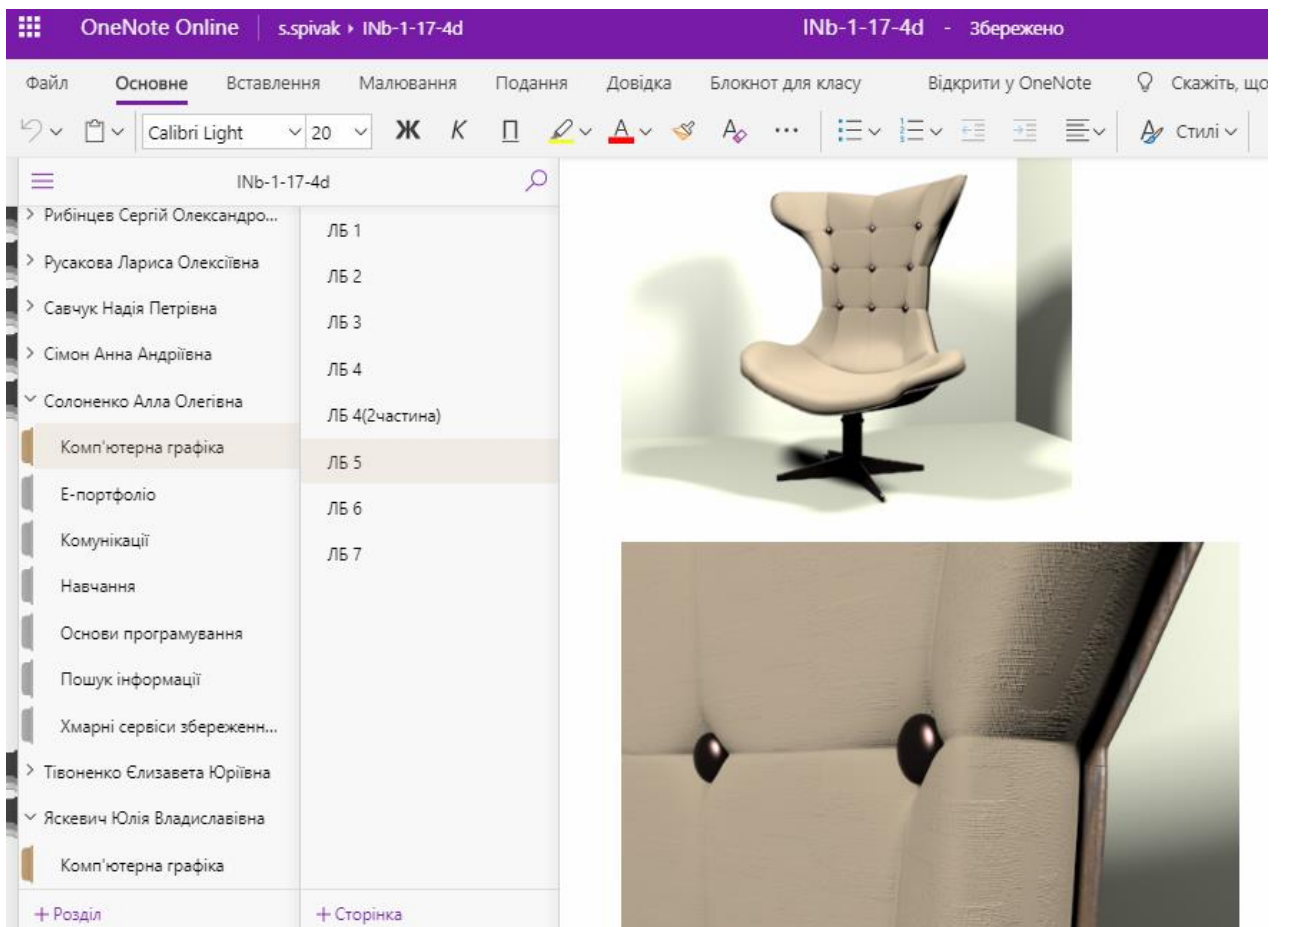 OneNote Online s.spivak › INb-1-17-4d INb-1-17-4d - Збережено
Файл Основне Вставлення Малювання Подання Довідка Блокнот для класу Відкрити у OneNote Скажіть, що
Calibri Light 20 Ж К П А А ... Стилі
INb-1-17-4d
Рибінцев Сергій Олександро...
Русакова Лариса Олексіївна
Савчук Надія Петрівна
Сімон Анна Андріївна
Солоненко Алла Олегівна
Комп'ютерна графіка
Е-портфоліо
Комунікації
Навчання
Основи програмування
Пошук інформації
Хмарні сервіси збереженн...
Тівоненко Єлизавета Юріївна
Яскевич Юлія Владиславівна
Комп'ютерна графіка
+ Розділ
ЛБ 1
ЛБ 2
ЛБ 3
ЛБ 4
ЛБ 4(2частина)
ЛБ 5
ЛБ 6
ЛБ 7
+ Сторінка